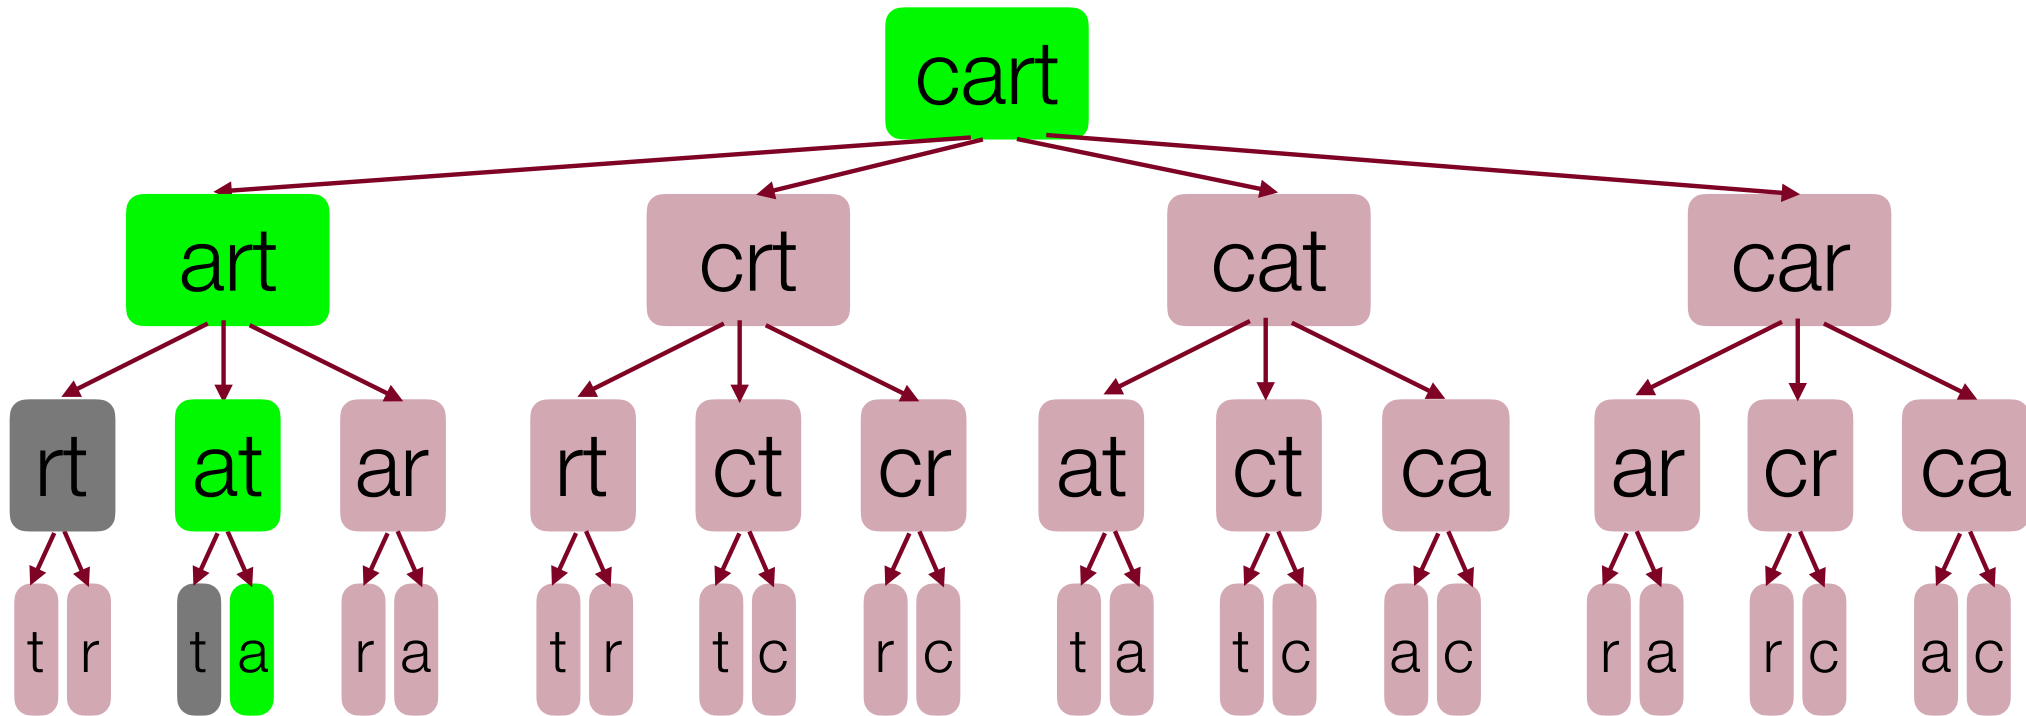 cart
art crt cat car
rt at ar rt ct cr at ct ca ar cr ca
t r t a r a t r t c r c t a t c a c r a r c a c